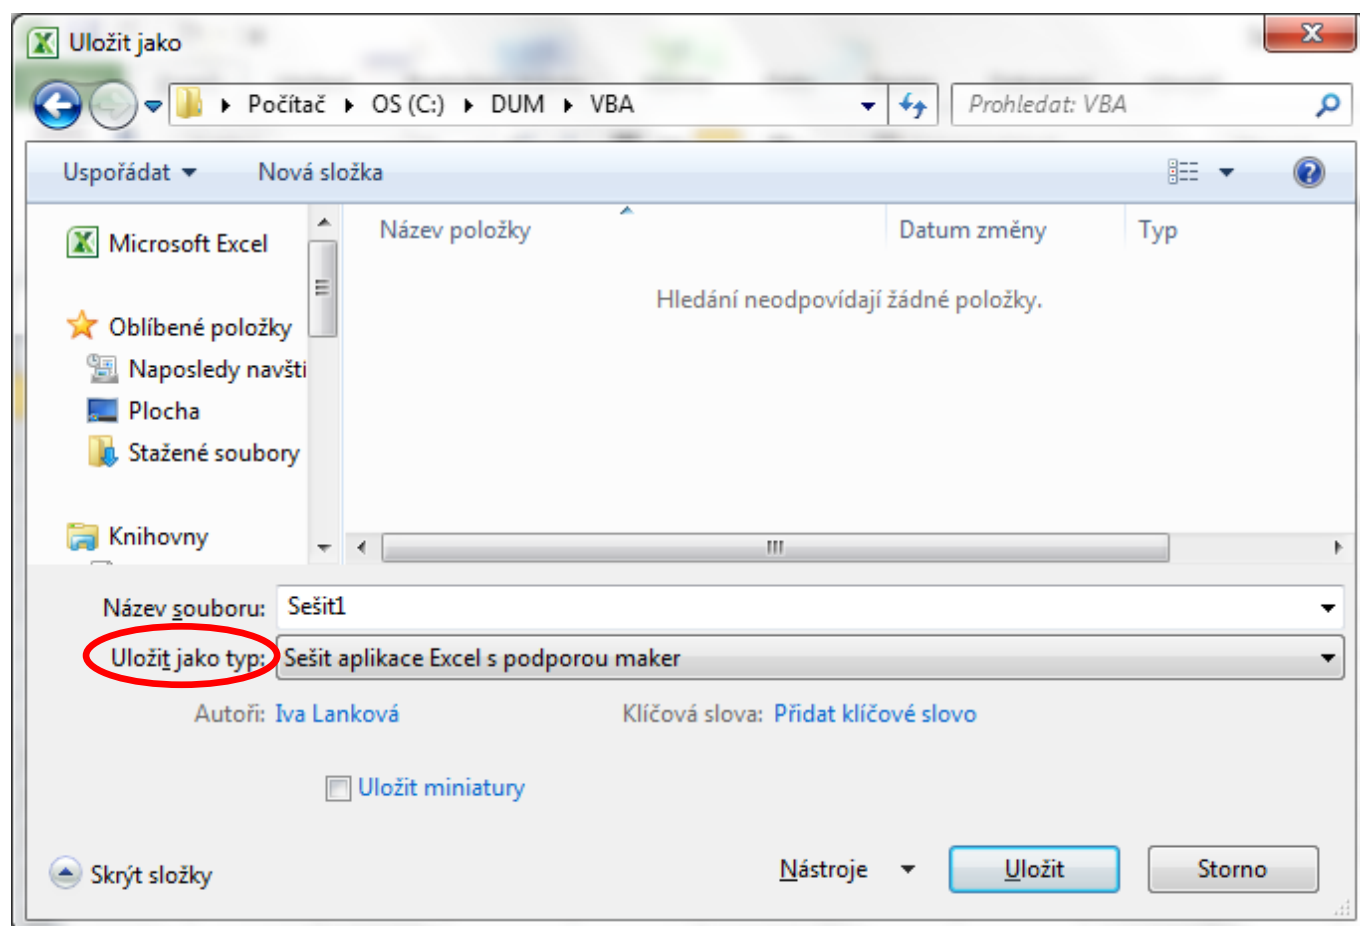 Uložit jako
Počítač OS (C:) DUM VBA
Prohledat: VBA
Uspořádat Nová složka
Microsoft Excel
Oblíbené položky
Naposledy navšti
Plocha
Stažené soubory
Knihovny
Název položky Datum změny Typ
Hledání neodpovídají žádné položky.
Název souboru: Sešit1
Uložit jako typ: Sešit aplikace Excel s podporou maker
Autoři: Iva Lanková Klíčová slova: Přidat klíčové slovo
Uložit miniatury
Skrýt složky Nástroje Uložit Storno